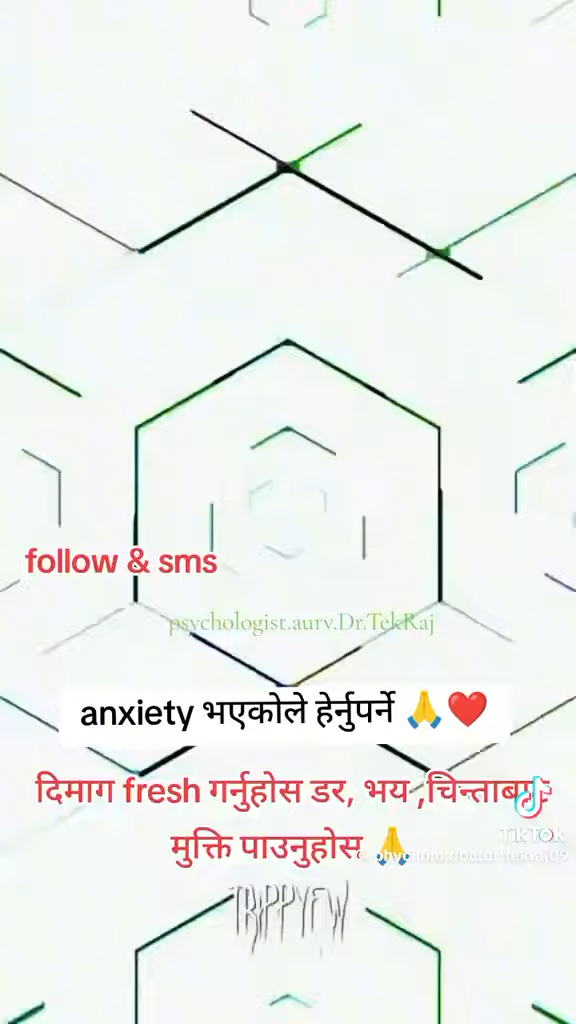 follow & sms
psychologist.aurv.Dr.TekRaj
anxiety भएकोले हेर्नुपर्ने 🙏❤️
दिमाग fresh गर्नुहोस डर, भय ,चिन्ताबाट
मुक्ति पाउनुहोस 🙏
TikTok
TRIPPYFW